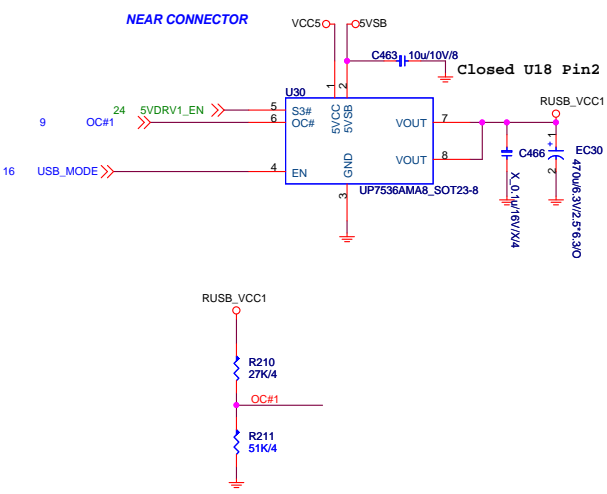 NEAR CONNECTOR
VCC5
5VSB
C463
10u/10V/8
Closed U18 Pin2
U30
RUSB_VCC1
1
2
24
5VDRV1_EN
5
S3#
5VCC
5VSB
9
OC#1
6
OC#
VOUT
7
1
+
C466
EC30
16
USB_MODE
4
EN
GND
VOUT
8
2
3
UP7536AMA8_SOT23-8
X_0.1u/16V/X/4
470u/6.3V/2.5*6.3/O
RUSB_VCC1
R210
27K/4
OC#1
R211
51K/4